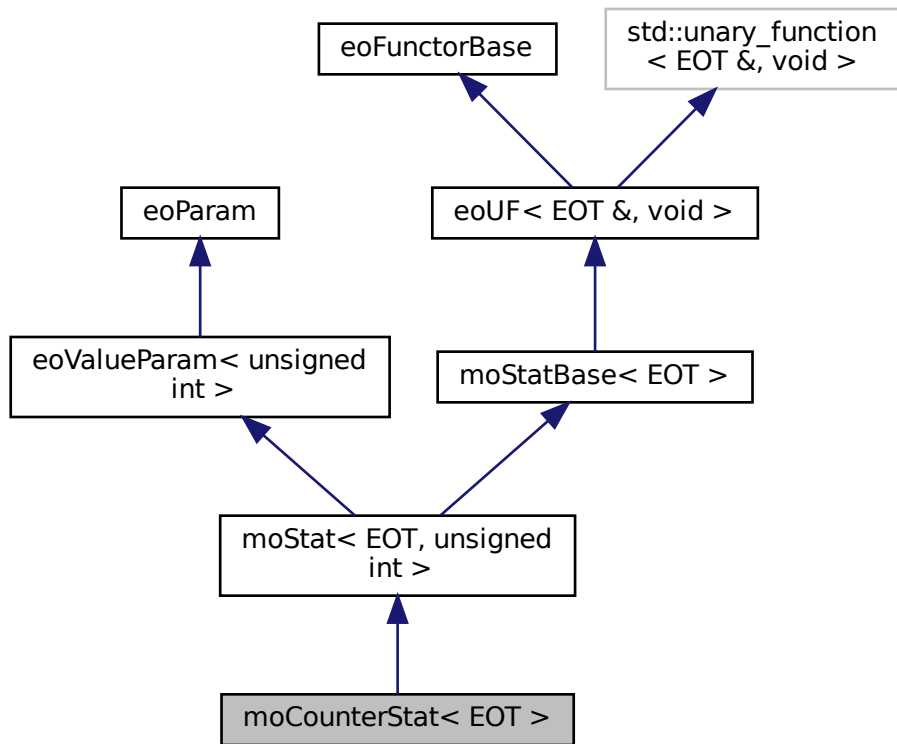 eoFunctorBase
std::unary_function
< EOT &, void >
eoParam
eoUF< EOT &, void >
eoValueParam< unsigned
int >
moStatBase< EOT >
moStat< EOT, unsigned
int >
moCounterStat< EOT >